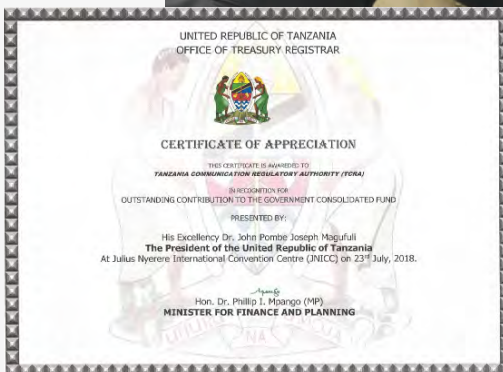 UNITED REPUBLIC OF TANZANIA
OFFICE OF TREASURY REGISTRAR
CERTIFICATE OF APPRECIATION
THIS CERTIFICATE IS AWARDED TO
TANZANIA COMMUNICATION REGULATORY AUTHORITY (TCRA)
IN RECOGNITION FOR
OUTSTANDING CONTRIBUTION TO THE GOVERNMENT CONSOLIDATED FUND
PRESENTED BY:
His Excellency Dr. John Pombe Joseph Magufuli
The President of the United Republic of Tanzania
At Julius Nyerere International Convention Centre (JNICC) on 23rd July, 2018.
Hon. Dr. Phillip I. Mpango (MP)
MINISTER FOR FINANCE AND PLANNING
UHURU NA UMOJA